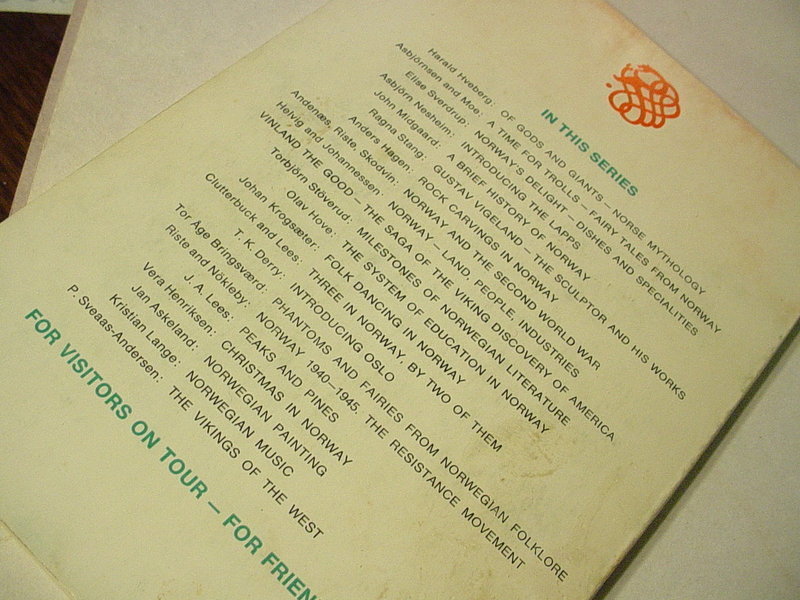 IN THIS SERIES
Harald Hveberg: OF GODS AND GIANTS – NORSE MYTHOLOGY
Asbjörnsen and Moe: A TIME FOR TROLLS – FAIRY TALES FROM NORWAY
Elise Sverdrup: NORWAY'S DELIGHT – DISHES AND SPECIALITIES
Asbjörn Nesheim: INTRODUCING THE LAPPS
John Midgaard: A BRIEF HISTORY OF NORWAY
Ragna Stang: GUSTAV VIGELAND – THE SCULPTOR AND HIS WORKS
Anders Hagen: ROCK CARVINGS IN NORWAY
Andenæs, Riste, Skodvin: NORWAY AND THE SECOND WORLD WAR
Helvig and Johannessen: NORWAY – LAND, PEOPLE, INDUSTRIES
VINLAND THE GOOD – THE SAGA OF THE VIKING DISCOVERY OF AMERICA
Torbjörn Stöverud: MILESTONES OF NORWEGIAN LITERATURE
Olav Hove: THE SYSTEM OF EDUCATION IN NORWAY
Johan Krogsæter: FOLK DANCING IN NORWAY
Clutterbuck and Lees: THREE IN NORWAY, BY TWO OF THEM
T. K. Derry: INTRODUCING OSLO
Tor Åge Bringsværd: PHANTOMS AND FAIRIES FROM NORWEGIAN FOLKLORE
Riste and Nökleby: NORWAY 1940–1945. THE RESISTANCE MOVEMENT
J. A. Lees: PEAKS AND PINES
Vera Henriksen: CHRISTMAS IN NORWAY
Jan Askeland: NORWEGIAN PAINTING
Kristian Lange: NORWEGIAN MUSIC
P. Sveaas-Andersen: THE VIKINGS OF THE WEST
FOR VISITORS ON TOUR – FOR FRIEN